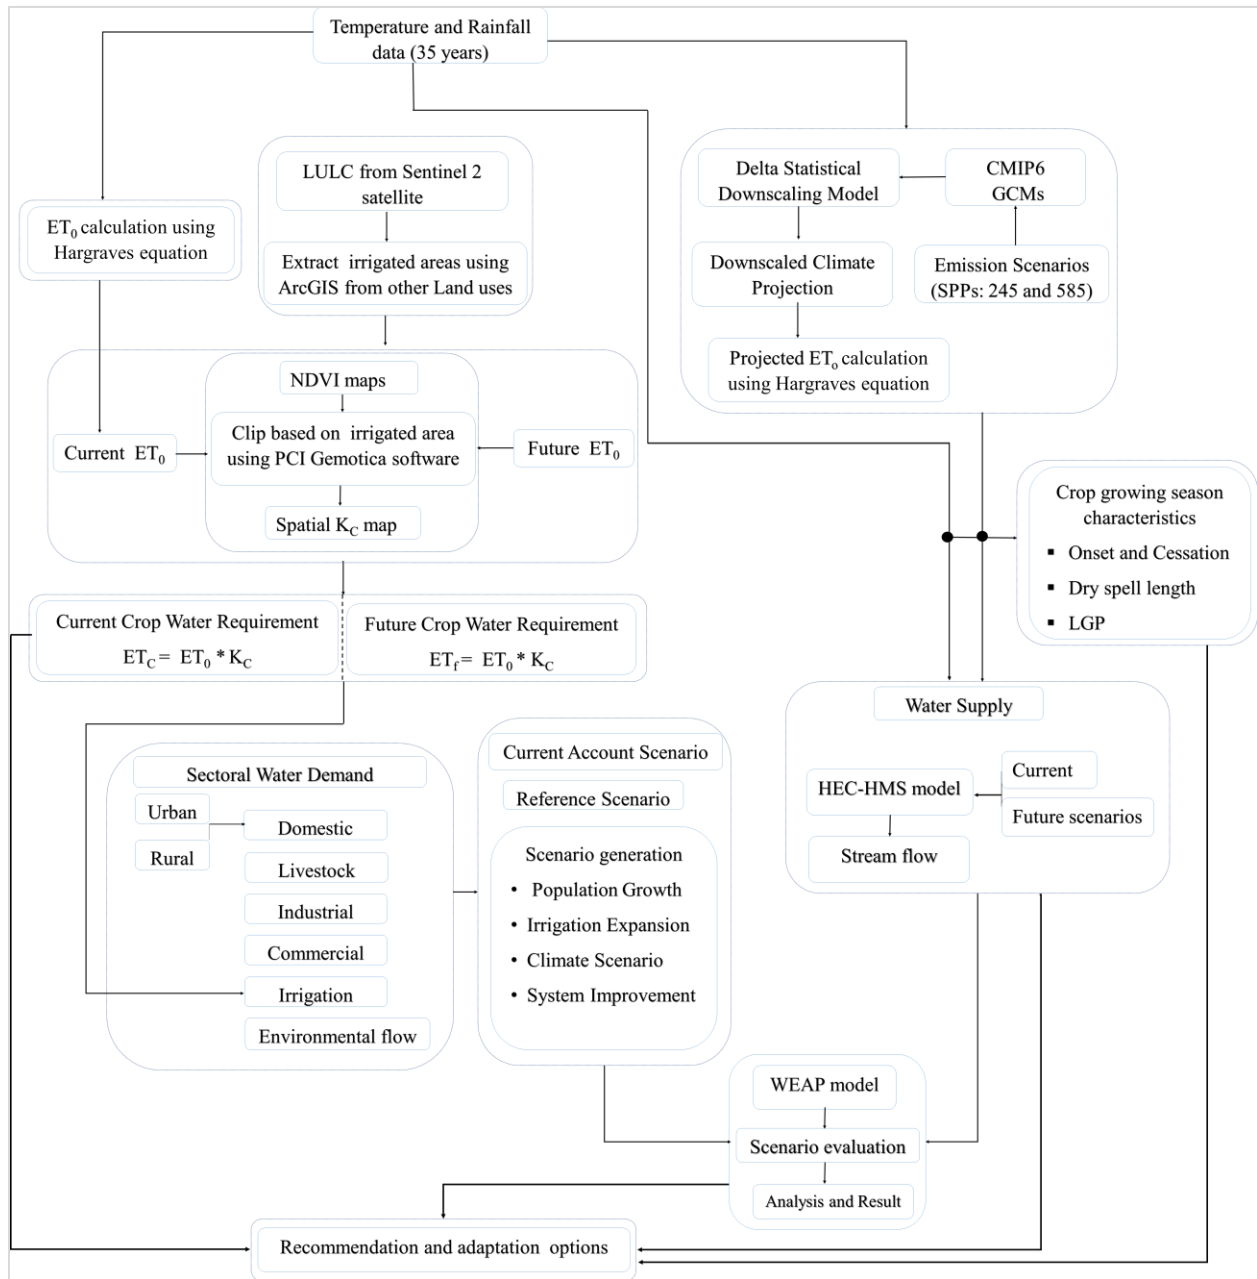 Temperature and Rainfall
data (35 years)
LULC from Sentinel 2
satellite
Extract irrigated areas using
ArcGIS from other Land uses
ET₀ calculation using
Hargraves equation
Delta Statistical
Downscaling Model
CMIP6
GCMs
Downscaled Climate
Projection
Emission Scenarios
(SPPs: 245 and 585)
Projected ETₒ calculation
using Hargraves equation
NDVI maps
Clip based on irrigated area
using PCI Gemotica software
Spatial K_C map
Current ET₀
Future ET₀
Crop growing season
characteristics
▪ Onset and Cessation
▪ Dry spell length
▪ LGP
Current Crop Water Requirement
ET_C = ET₀ * K_C
Future Crop Water Requirement
ET_f = ET₀ * K_C
Sectoral Water Demand
Urban
Rural
Domestic
Livestock
Industrial
Commercial
Irrigation
Environmental flow
Current Account Scenario
Reference Scenario
Scenario generation
• Population Growth
• Irrigation Expansion
• Climate Scenario
• System Improvement
Water Supply
HEC-HMS model
Current
Future scenarios
Stream flow
WEAP model
Scenario evaluation
Analysis and Result
Recommendation and adaptation options